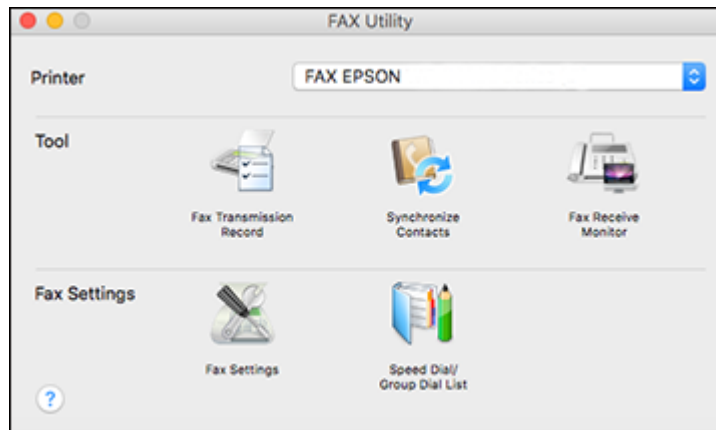 FAX Utility
Printer
FAX EPSON
Tool
Fax Transmission
Record
Synchronize
Contacts
Fax Receive
Monitor
Fax Settings
Fax Settings
Speed Dial/
Group Dial List
?